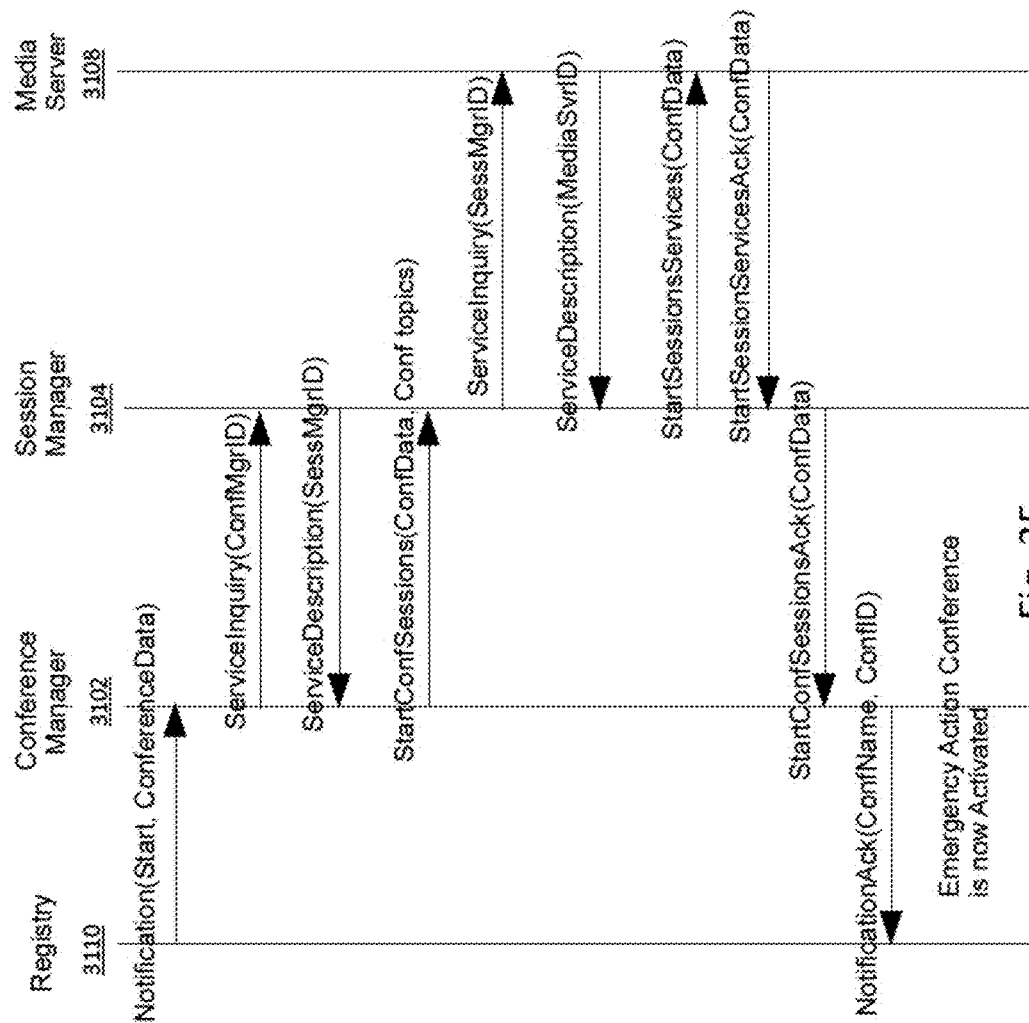 Registry
3110
Conference
Manager
3102
Session
Manager
3104
Media
Server
3108
Notification(Start, ConferenceData)
ServiceInquiry(ConfMgrID)
ServiceDescription(SessMgrID)
StartConfSessions(ConfData, Conf topics)
ServiceInquiry(SessMgrID)
ServiceDescription(MediaSvrID)
StartSessionsServices(ConfData)
StartSessionServicesAck(ConfData)
StartConfSessionsAck(ConfData)
NotificationAck(ConfName, ConfID)
Emergency Action Conference
is now Activated